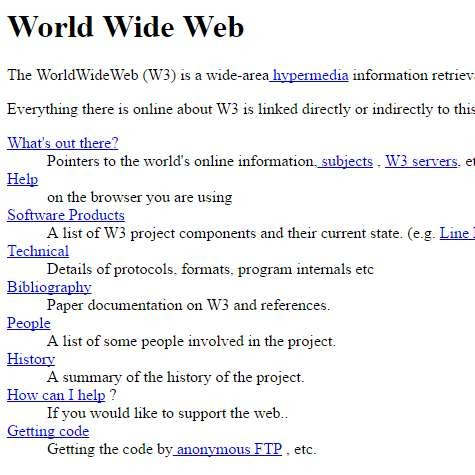 World Wide Web
The WorldWideWeb (W3) is a wide-area hypermedia information
Everything there is online about W3 is linked directly or indirectly to this
What's out there?
Pointers to the world's online information, subjects , W3 servers,
Help
on the browser you are using
Software Products
A list of W3 project components and their current state. (e.g. Line
Technical
Details of protocols, formats, program internals etc
Bibliography
Paper documentation on W3 and references.
People
A list of some people involved in the project.
History
A summary of the history of the project.
How can I help ?
If you would like to support the web..
Getting code
Getting the code by anonymous FTP , etc.